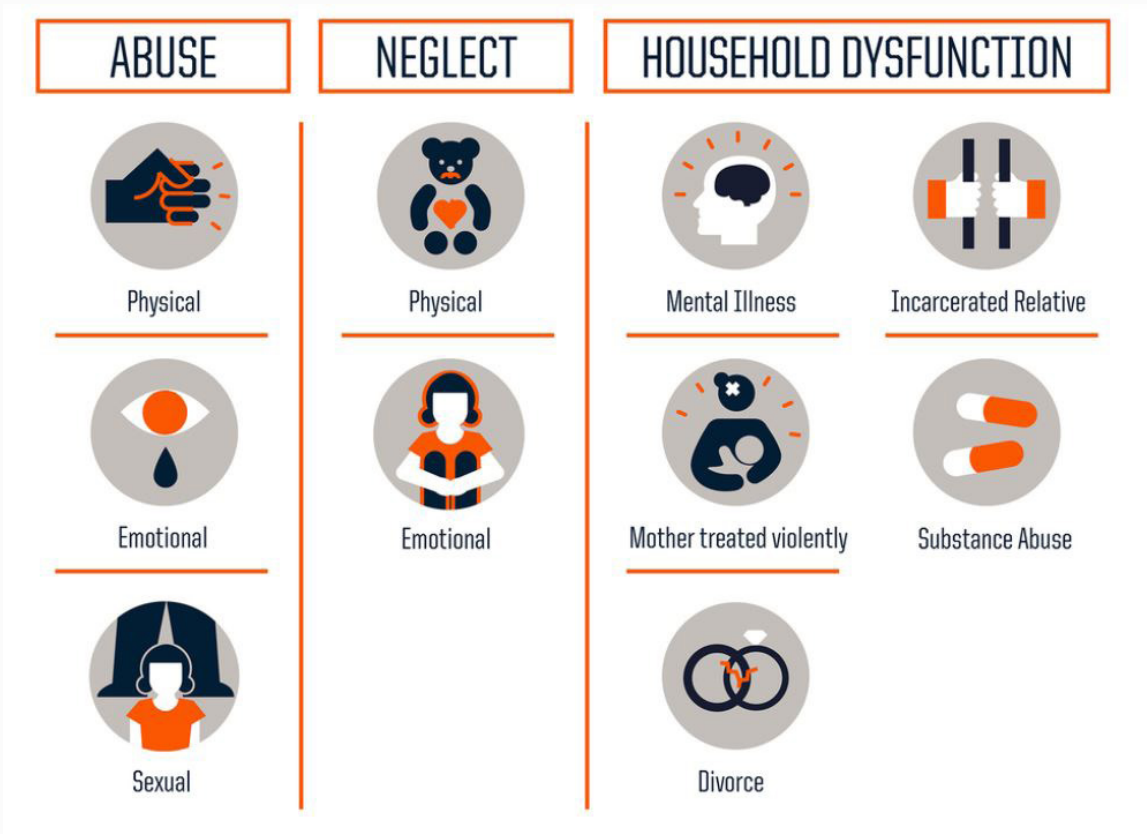 ABUSE
Physical
Emotional
Sexual
NEGLECT
Physical
Emotional
HOUSEHOLD DYSFUNCTION
Mental Illness
Incarcerated Relative
Mother treated violently
Substance Abuse
Divorce